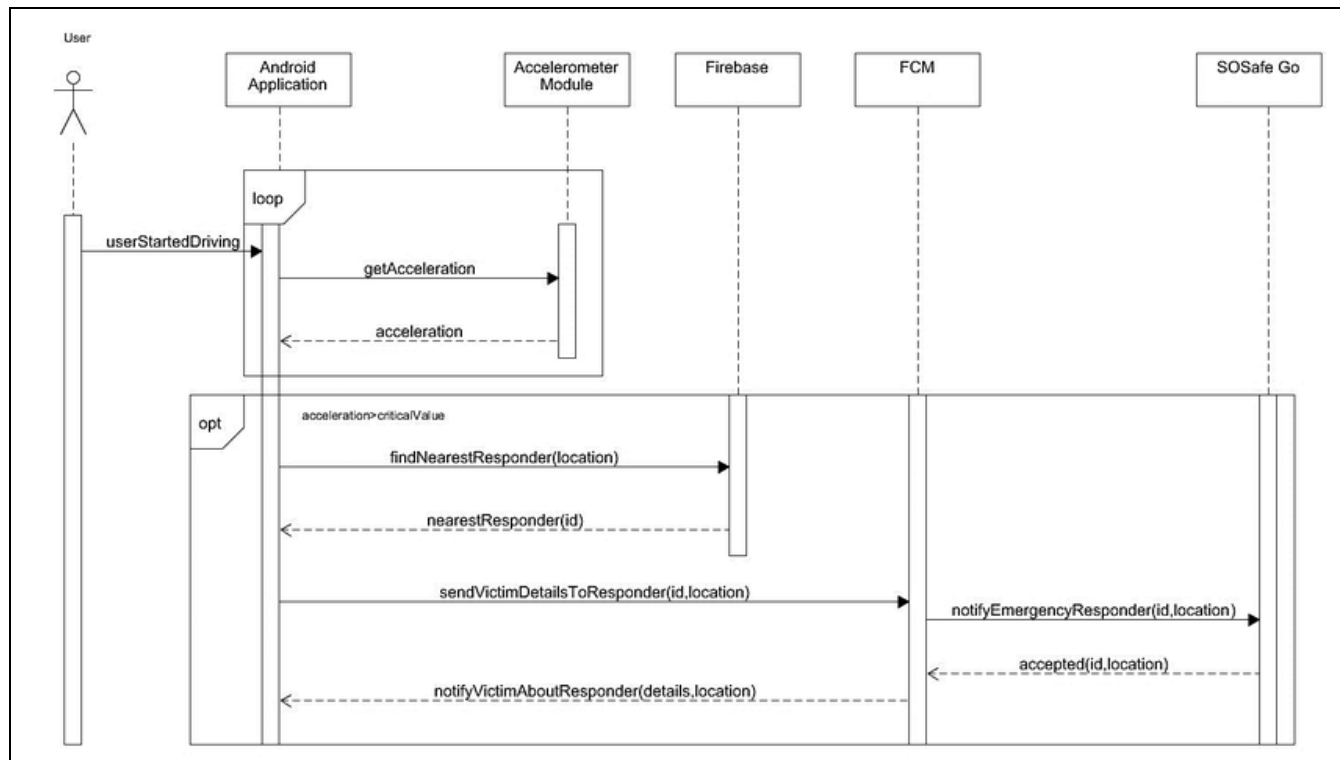 User
Android
Application
Accelerometer
Module
Firebase
FCM
SOSafe Go
loop
userStartedDriving
getAcceleration
acceleration
opt
acceleration>criticalValue
findNearestResponder(location)
nearestResponder(id)
sendVictimDetailsToResponder(id,location)
notifyEmergencyResponder(id,location)
accepted(id,location)
notifyVictimAboutResponder(details,location)